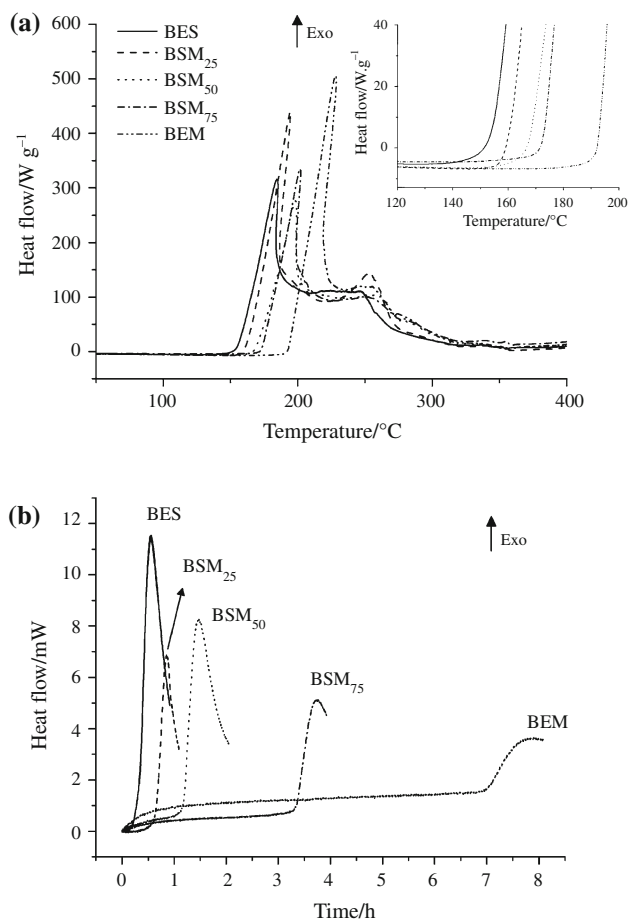 (a)
BES
BSM₂₅
BSM₅₀
BSM₇₅
BEM
Exo
600
500
400
300
200
100
0
Heat flow/W g⁻¹
100
200
300
400
Temperature/°C
40
20
0
Heat flow/W.g⁻¹
120
140
160
180
200
Temperature/°C
(b)
BES
BSM₂₅
BSM₅₀
BSM₇₅
BEM
Exo
12
10
8
6
4
2
0
Heat flow/mW
0
1
2
3
4
5
6
7
8
Time/h